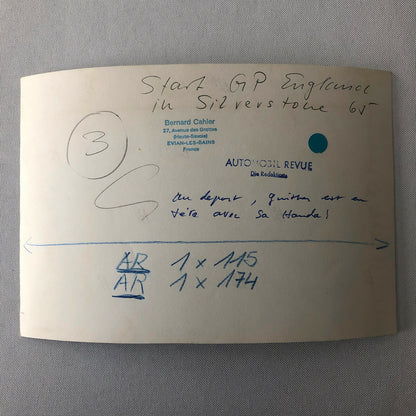 Start GP England
in Silverstone 65
3
Bernard Cahier
27, Avenue des Grottes
(Haute-Savoie)
EVIAN-LES-BAINS
France
AUTOMOBIL REVUE
Die Redaktion
au depart, est en
tête avec sa Honda!
AR 1 x 115
AR 1 x 174